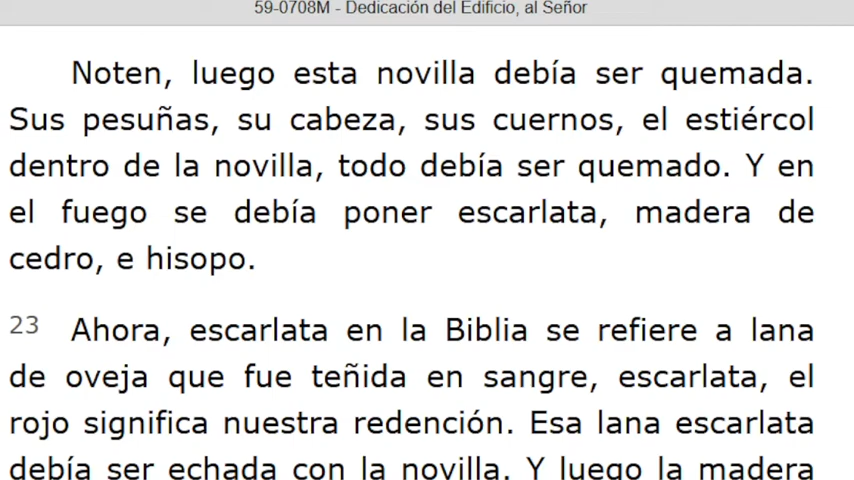 59-0708M - Dedicación del Edificio, al Señor
Noten, luego esta novilla debía ser quemada.
Sus pesuñas, su cabeza, sus cuernos, el estiércol
dentro de la novilla, todo debía ser quemado. Y en
el fuego se debía poner escarlata, madera de
cedro, e hisopo.
23 Ahora, escarlata en la Biblia se refiere a lana
de oveja que fue teñida en sangre, escarlata, el
rojo significa nuestra redención. Esa lana escarlata
debía ser echada con la novilla. Y luego la madera